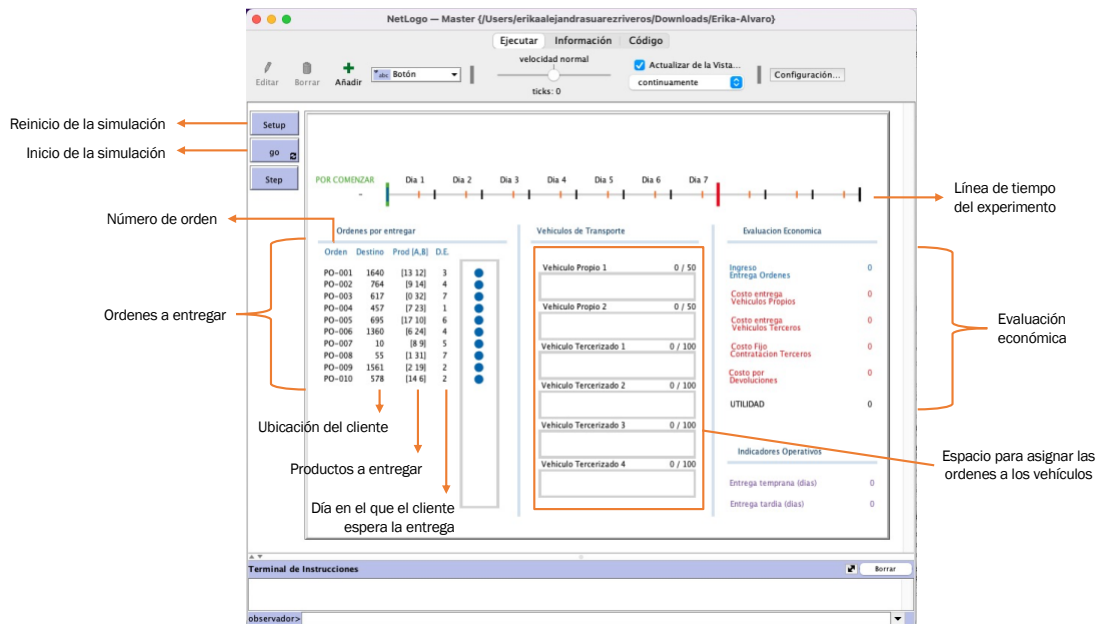 NetLogo — Master {/Users/erikaalejandrasuarezriveros/Downloads/Erika-Alvaro}
Ejecutar Información Código
Editar Borrar Añadir
abc Botón
velocidad normal
ticks: 0
Actualizar de la Vista...
continuamente
Configuración...
Reinicio de la simulación
Setup
Inicio de la simulación
go
Step
POR COMENZAR
-
Dia 1 Dia 2 Dia 3 Dia 4 Dia 5 Dia 6 Dia 7
Línea de tiempo
del experimento
Número de orden
Ordenes por entregar
Orden Destino Prod [A,B] D.E.
PO-001 1640 [13 12] 3
PO-002 764 [9 14] 4
PO-003 617 [0 32] 7
PO-004 457 [7 23] 1
PO-005 695 [17 10] 6
PO-006 1360 [6 24] 4
PO-007 10 [8 9] 5
PO-008 55 [1 31] 7
PO-009 1561 [2 19] 2
PO-010 578 [14 6] 2
Ordenes a entregar
Ubicación del cliente
Productos a entregar
Día en el que el cliente
espera la entrega
Vehiculos de Transporte
Vehiculo Propio 1 0 / 50
Vehiculo Propio 2 0 / 50
Vehiculo Tercerizado 1 0 / 100
Vehiculo Tercerizado 2 0 / 100
Vehiculo Tercerizado 3 0 / 100
Vehiculo Tercerizado 4 0 / 100
Evaluacion Economica
Ingreso
Entrega Ordenes 0
Costo entrega
Vehiculos Propios 0
Costo entrega
Vehiculos Terceros 0
Costo Fijo
Contratacion Terceros 0
Costo por
Devoluciones 0
UTILIDAD 0
Indicadores Operativos
Entrega temprana (dias) 0
Entrega tardia (dias) 0
Evaluación
económica
Espacio para asignar las
ordenes a los vehículos
Terminal de Instrucciones
Borrar
observador>